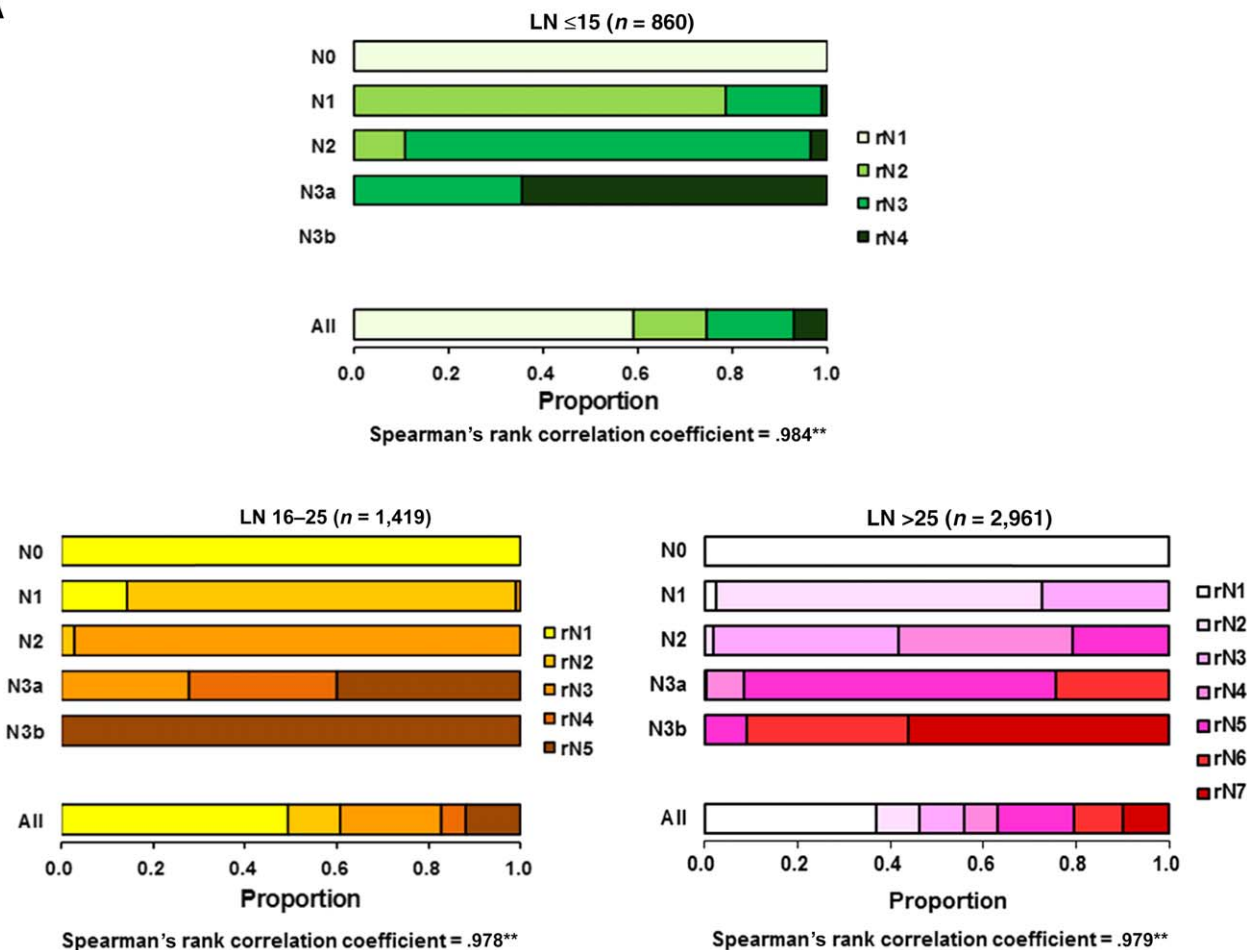 A
LN ≤15 (n = 860)
N0
N1
N2
N3a
N3b
All
0.0 0.2 0.4 0.6 0.8 1.0
Proportion
Spearman's rank correlation coefficient = .984**
rN1
rN2
rN3
rN4
LN 16–25 (n = 1,419)
N0
N1
N2
N3a
N3b
All
0.0 0.2 0.4 0.6 0.8 1.0
Proportion
Spearman's rank correlation coefficient = .978**
rN1
rN2
rN3
rN4
rN5
LN >25 (n = 2,961)
N0
N1
N2
N3a
N3b
All
0.0 0.2 0.4 0.6 0.8 1.0
Proportion
Spearman's rank correlation coefficient = .979**
rN1
rN2
rN3
rN4
rN5
rN6
rN7